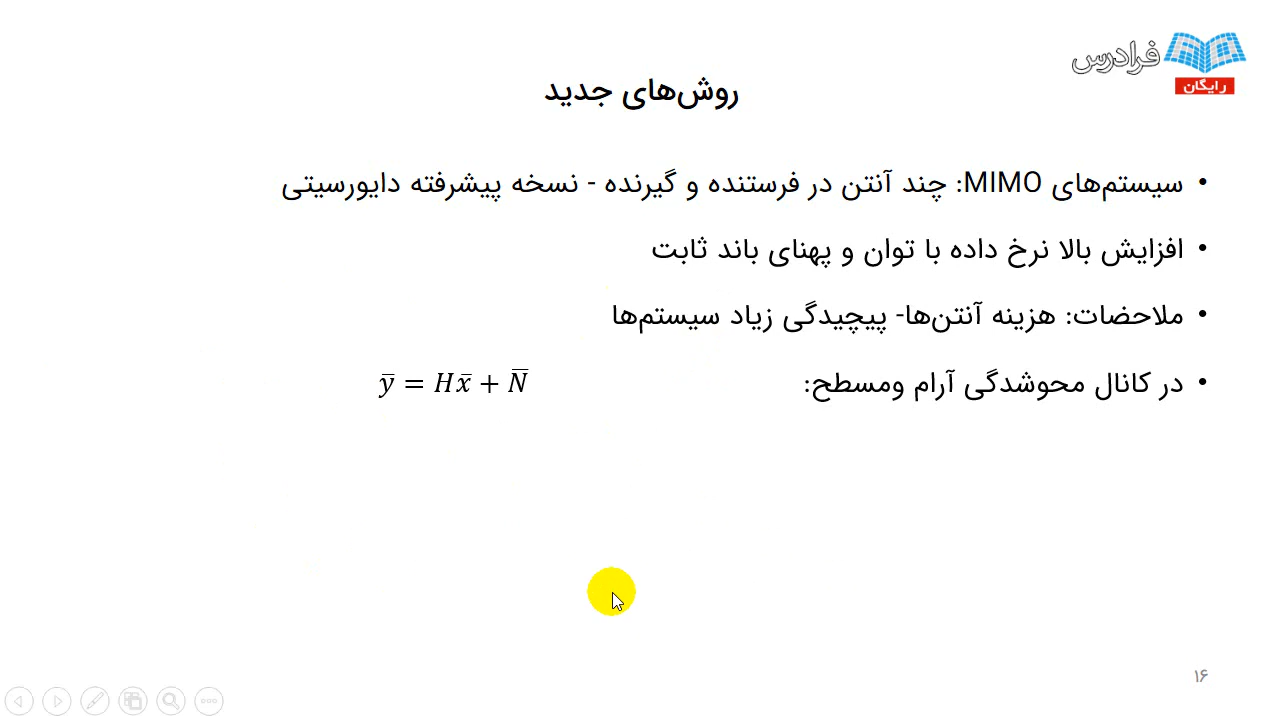 فرادرس
رایگان
روش‌های جدید
• سیستم‌های MIMO: چند آنتن در فرستنده و گیرنده - نسخه پیشرفته دایورسیتی
• افزایش بالا نرخ داده با توان و پهنای باند ثابت
• ملاحضات: هزینه آنتن‌ها- پیچیدگی زیاد سیستم‌ها
• در کانال محوشدگی آرام ومسطح: y̅ = Hx̅ + N̅
۱۶